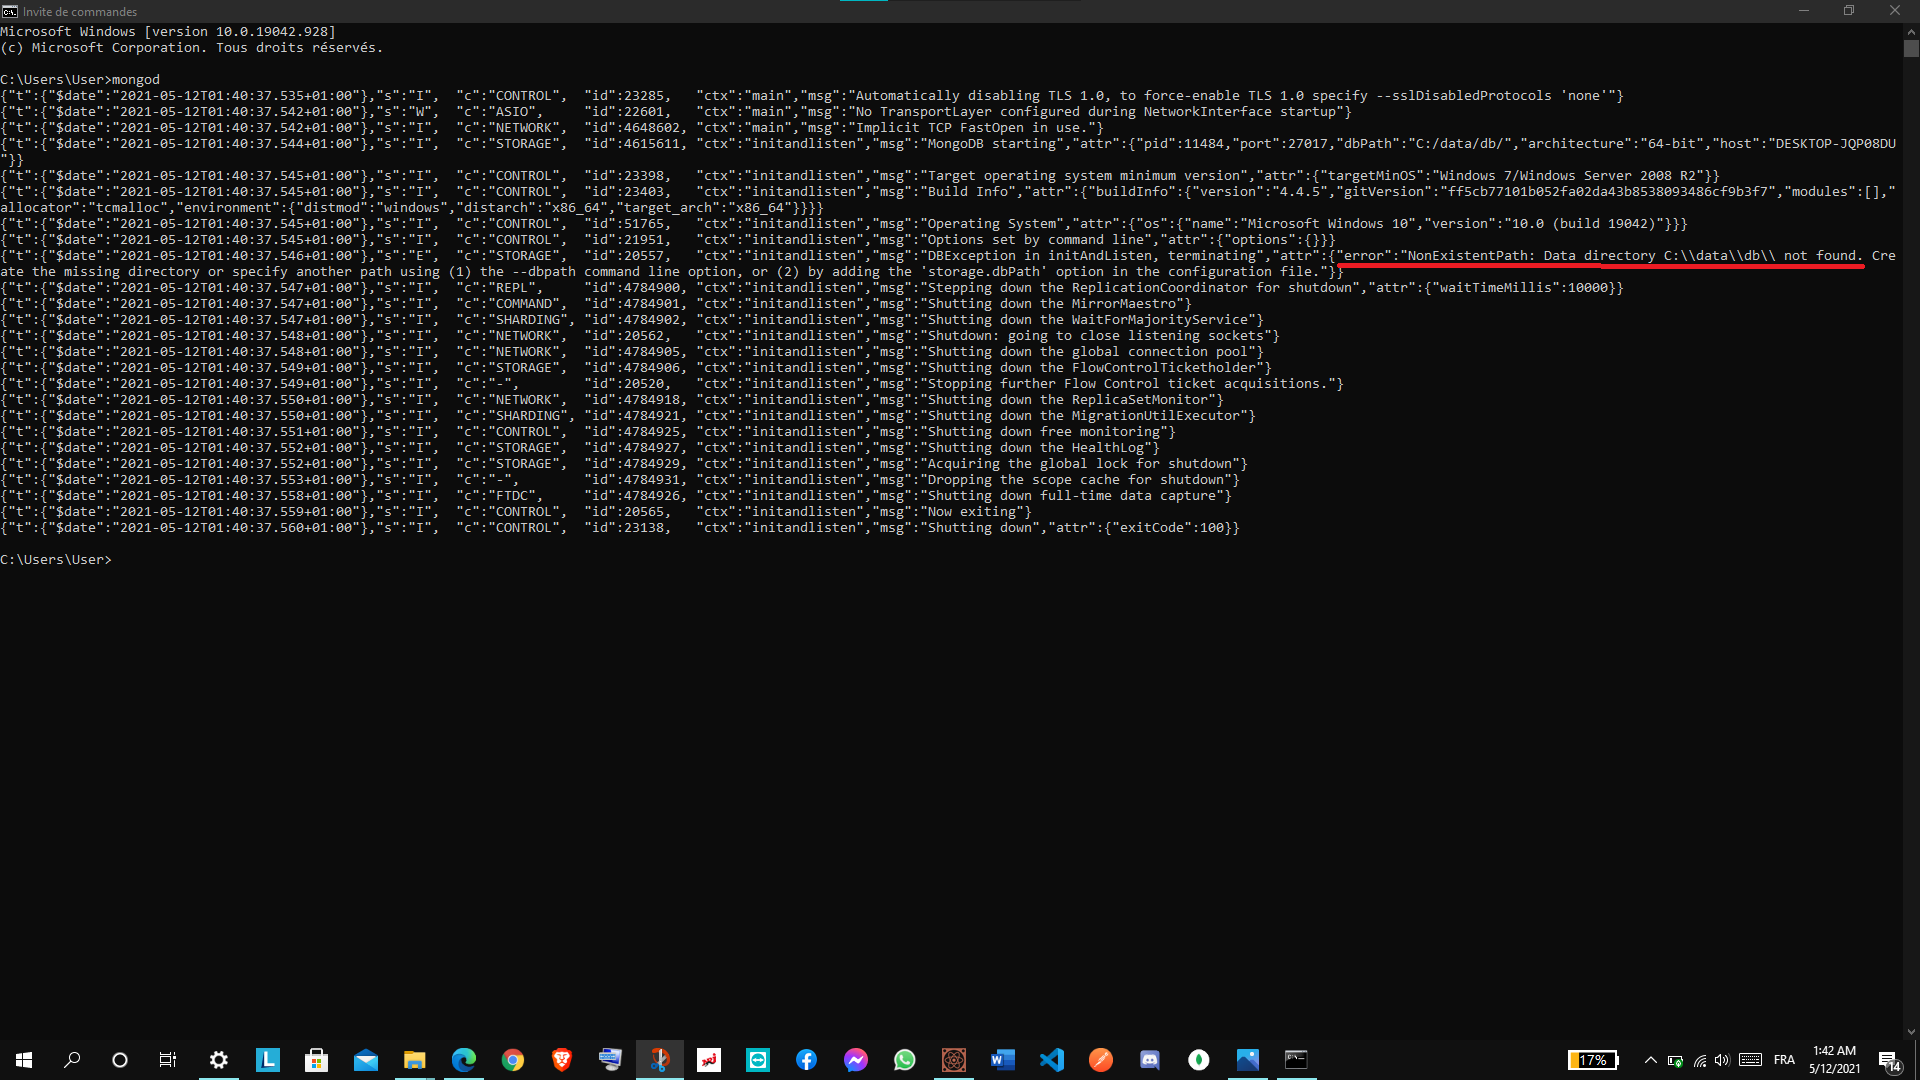 Invite de commandes
Microsoft Windows [version 10.0.19042.928]
(c) Microsoft Corporation. Tous droits réservés.
C:\Users\User>mongod
{"t":{"$date":"2021-05-12T01:40:37.535+01:00"},"s":"I",  "c":"CONTROL",  "id":23285,   "ctx":"main","msg":"Automatically disabling TLS 1.0, to force-enable TLS 1.0 specify --sslDisabledProtocols 'none'"}
{"t":{"$date":"2021-05-12T01:40:37.542+01:00"},"s":"W",  "c":"ASIO",     "id":22601,   "ctx":"main","msg":"No TransportLayer configured during NetworkInterface startup"}
{"t":{"$date":"2021-05-12T01:40:37.542+01:00"},"s":"I",  "c":"NETWORK",  "id":4648602, "ctx":"main","msg":"Implicit TCP FastOpen in use."}
{"t":{"$date":"2021-05-12T01:40:37.544+01:00"},"s":"I",  "c":"STORAGE",  "id":4615611, "ctx":"initandlisten","msg":"MongoDB starting","attr":{"pid":11484,"port":27017,"dbPath":"C:/data/db/","architecture":"64-bit","host":"DESKTOP-JQP08DU
"}}
{"t":{"$date":"2021-05-12T01:40:37.545+01:00"},"s":"I",  "c":"CONTROL",  "id":23398,   "ctx":"initandlisten","msg":"Target operating system minimum version","attr":{"targetMinOS":"Windows 7/Windows Server 2008 R2"}}
{"t":{"$date":"2021-05-12T01:40:37.545+01:00"},"s":"I",  "c":"CONTROL",  "id":23403,   "ctx":"initandlisten","msg":"Build Info","attr":{"buildInfo":{"version":"4.4.5","gitVersion":"ff5cb77101b052fa02da43b8538093486cf9b3f7","modules":[],"
allocator":"tcmalloc","environment":{"distmod":"windows","distarch":"x86_64","target_arch":"x86_64"}}}}
{"t":{"$date":"2021-05-12T01:40:37.545+01:00"},"s":"I",  "c":"CONTROL",  "id":51765,   "ctx":"initandlisten","msg":"Operating System","attr":{"os":{"name":"Microsoft Windows 10","version":"10.0 (build 19042)"}}}
{"t":{"$date":"2021-05-12T01:40:37.545+01:00"},"s":"I",  "c":"CONTROL",  "id":21951,   "ctx":"initandlisten","msg":"Options set by command line","attr":{"options":{}}}
{"t":{"$date":"2021-05-12T01:40:37.546+01:00"},"s":"E",  "c":"STORAGE",  "id":20557,   "ctx":"initandlisten","msg":"DBException in initAndListen, terminating","attr":{"error":"NonExistentPath: Data directory C:\\data\\db\\ not found. Cre
ate the missing directory or specify another path using (1) the --dbpath command line option, or (2) by adding the 'storage.dbPath' option in the configuration file."}}
{"t":{"$date":"2021-05-12T01:40:37.547+01:00"},"s":"I",  "c":"REPL",     "id":4784900, "ctx":"initandlisten","msg":"Stepping down the ReplicationCoordinator for shutdown","attr":{"waitTimeMillis":10000}}
{"t":{"$date":"2021-05-12T01:40:37.547+01:00"},"s":"I",  "c":"COMMAND",  "id":4784901, "ctx":"initandlisten","msg":"Shutting down the MirrorMaestro"}
{"t":{"$date":"2021-05-12T01:40:37.547+01:00"},"s":"I",  "c":"SHARDING", "id":4784902, "ctx":"initandlisten","msg":"Shutting down the WaitForMajorityService"}
{"t":{"$date":"2021-05-12T01:40:37.548+01:00"},"s":"I",  "c":"NETWORK",  "id":20562,   "ctx":"initandlisten","msg":"Shutdown: going to close listening sockets"}
{"t":{"$date":"2021-05-12T01:40:37.548+01:00"},"s":"I",  "c":"NETWORK",  "id":4784905, "ctx":"initandlisten","msg":"Shutting down the global connection pool"}
{"t":{"$date":"2021-05-12T01:40:37.549+01:00"},"s":"I",  "c":"STORAGE",  "id":4784906, "ctx":"initandlisten","msg":"Shutting down the FlowControlTicketholder"}
{"t":{"$date":"2021-05-12T01:40:37.549+01:00"},"s":"I",  "c":"-",        "id":20520,   "ctx":"initandlisten","msg":"Stopping further Flow Control ticket acquisitions."}
{"t":{"$date":"2021-05-12T01:40:37.550+01:00"},"s":"I",  "c":"NETWORK",  "id":4784918, "ctx":"initandlisten","msg":"Shutting down the ReplicaSetMonitor"}
{"t":{"$date":"2021-05-12T01:40:37.550+01:00"},"s":"I",  "c":"SHARDING", "id":4784921, "ctx":"initandlisten","msg":"Shutting down the MigrationUtilExecutor"}
{"t":{"$date":"2021-05-12T01:40:37.551+01:00"},"s":"I",  "c":"CONTROL",  "id":4784925, "ctx":"initandlisten","msg":"Shutting down free monitoring"}
{"t":{"$date":"2021-05-12T01:40:37.552+01:00"},"s":"I",  "c":"STORAGE",  "id":4784927, "ctx":"initandlisten","msg":"Shutting down the HealthLog"}
{"t":{"$date":"2021-05-12T01:40:37.552+01:00"},"s":"I",  "c":"STORAGE",  "id":4784929, "ctx":"initandlisten","msg":"Acquiring the global lock for shutdown"}
{"t":{"$date":"2021-05-12T01:40:37.553+01:00"},"s":"I",  "c":"-",        "id":4784931, "ctx":"initandlisten","msg":"Dropping the scope cache for shutdown"}
{"t":{"$date":"2021-05-12T01:40:37.558+01:00"},"s":"I",  "c":"FTDC",     "id":4784926, "ctx":"initandlisten","msg":"Shutting down full-time data capture"}
{"t":{"$date":"2021-05-12T01:40:37.559+01:00"},"s":"I",  "c":"CONTROL",  "id":20565,   "ctx":"initandlisten","msg":"Now exiting"}
{"t":{"$date":"2021-05-12T01:40:37.560+01:00"},"s":"I",  "c":"CONTROL",  "id":23138,   "ctx":"initandlisten","msg":"Shutting down","attr":{"exitCode":100}}
C:\Users\User>
17%
FRA
1:42 AM
5/12/2021
14